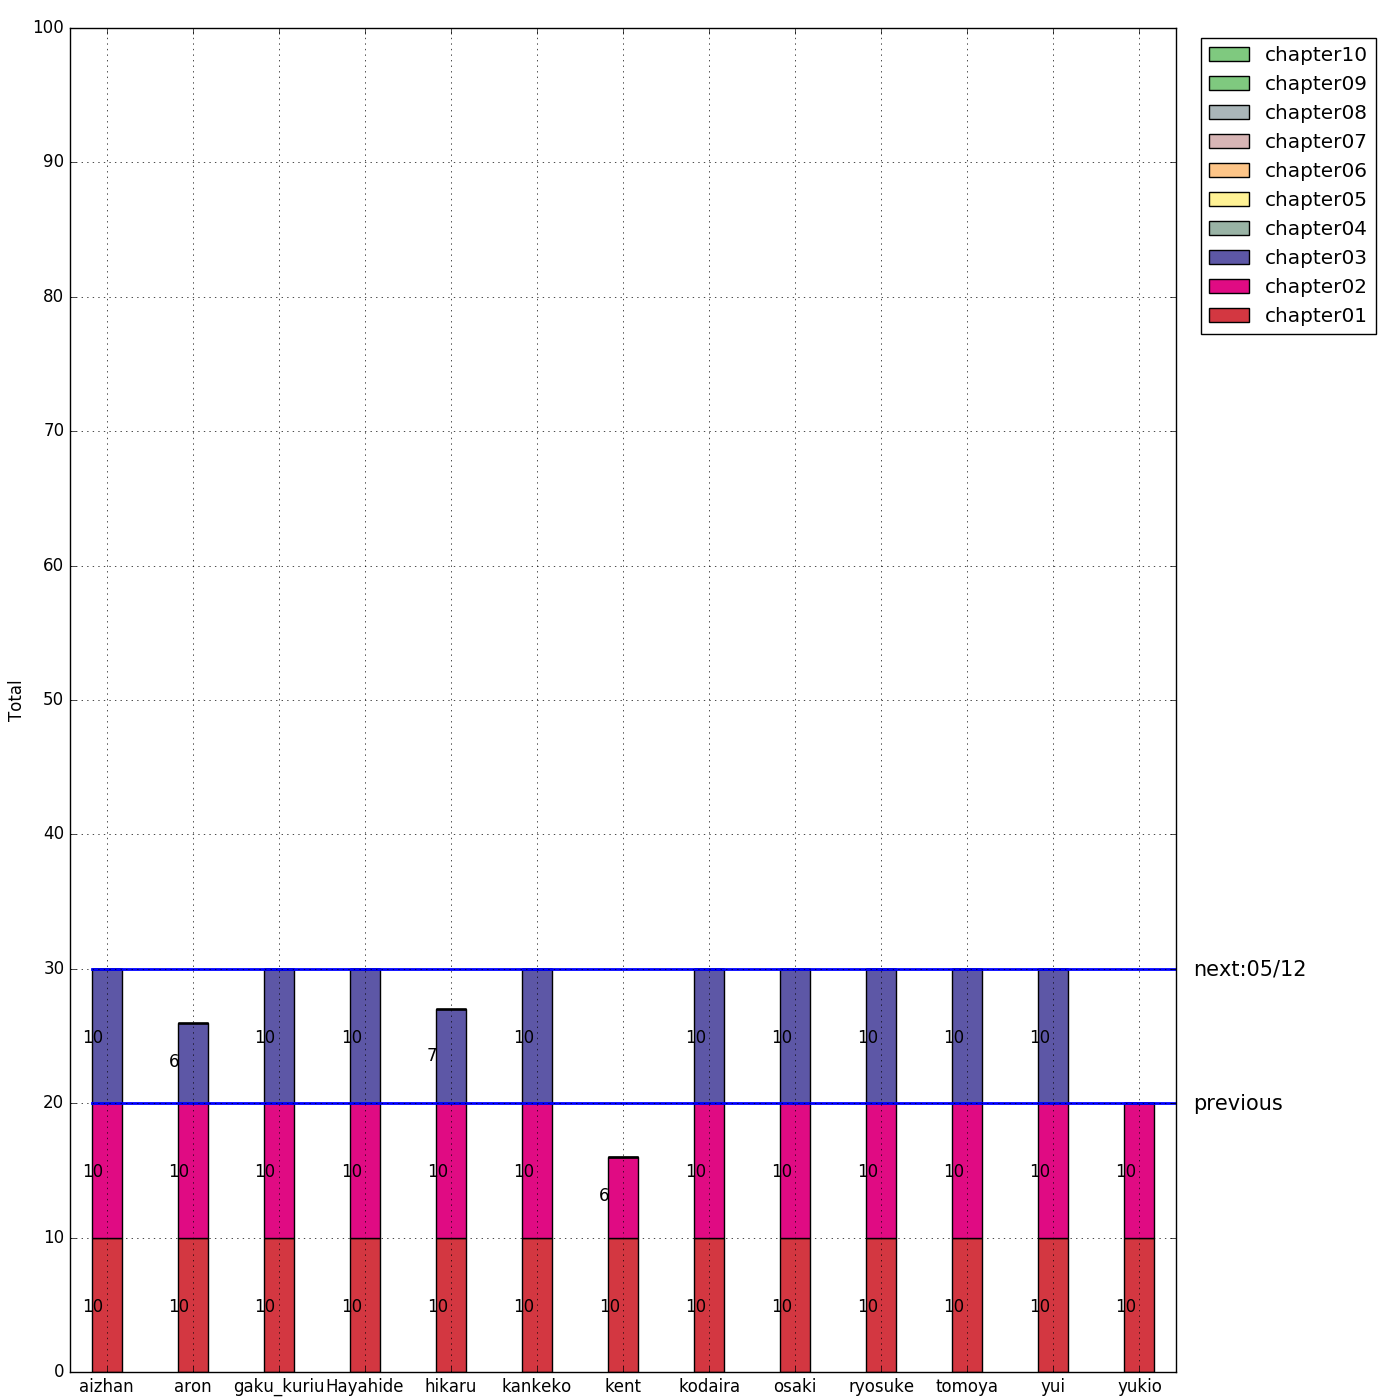 100
90
80
70
60
50
40
30
20
10
0
Total
chapter10
chapter09
chapter08
chapter07
chapter06
chapter05
chapter04
chapter03
chapter02
chapter01
next:05/12
previous
10 10 10 7 10 10 10 10 10 10
6
10 10 10 10 10 10 10 10 10 10 10 10
6
10 10 10 10 10 10 10 10 10 10 10 10 10
aizhan aron gaku_kuriu Hayahide hikaru kankeko kent kodaira osaki ryosuke tomoya yui yukio